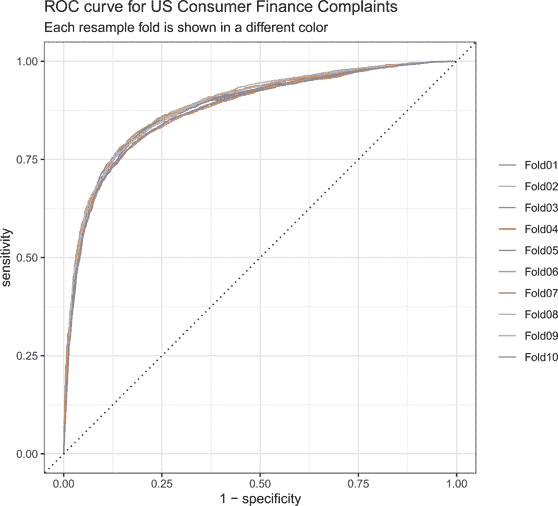 ROC curve for US Consumer Finance Complaints
Each resample fold is shown in a different color
1.00
0.75
0.50
0.25
0.00
sensitivity
0.00 0.25 0.50 0.75 1.00
1 − specificity
Fold01
Fold02
Fold03
Fold04
Fold05
Fold06
Fold07
Fold08
Fold09
Fold10